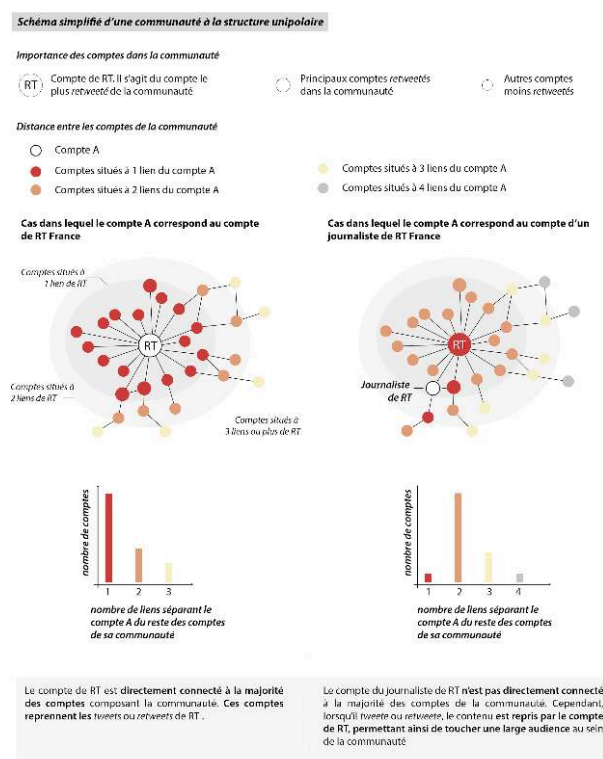 Schéma simplifié d'une communauté à la structure unipolaire
Importance des comptes dans la communauté
RT
Compte de RT. Il s'agit du compte le
plus retweeté de la communauté
Principaux comptes retweetés
dans la communauté
Autres comptes
moins retweetés
Distance entre les comptes de la communauté
Compte A
Comptes situés à 1 lien du compte A
Comptes situés à 2 liens du compte A
Comptes situés à 3 liens du compte A
Comptes situés à 4 liens du compte A
Cas dans lequel le compte A correspond au compte
de RT France
Comptes situés à
1 lien de RT
RT
Comptes situés à
2 liens de RT
Comptes situés à
3 liens ou plus de RT
Cas dans lequel le compte A correspond au compte d'un
journaliste de RT France
RT
Journaliste
de RT
nombre de comptes
1 2 3
nombre de liens séparant le
compte A du reste des comptes
de sa communauté
nombre de comptes
1 2 3 4
nombre de liens séparant le
compte A du reste des comptes
de sa communauté
Le compte de RT est directement connecté à la majorité
des comptes composant la communauté. Ces comptes
reprennent les tweets ou retweets de RT .
Le compte du journaliste de RT n'est pas directement connecté
à la majorité des comptes de la communauté. Cependant,
lorsqu'il tweete ou retweete, le contenu est repris par le compte
de RT, permettant ainsi de toucher une large audience au sein
de la communauté